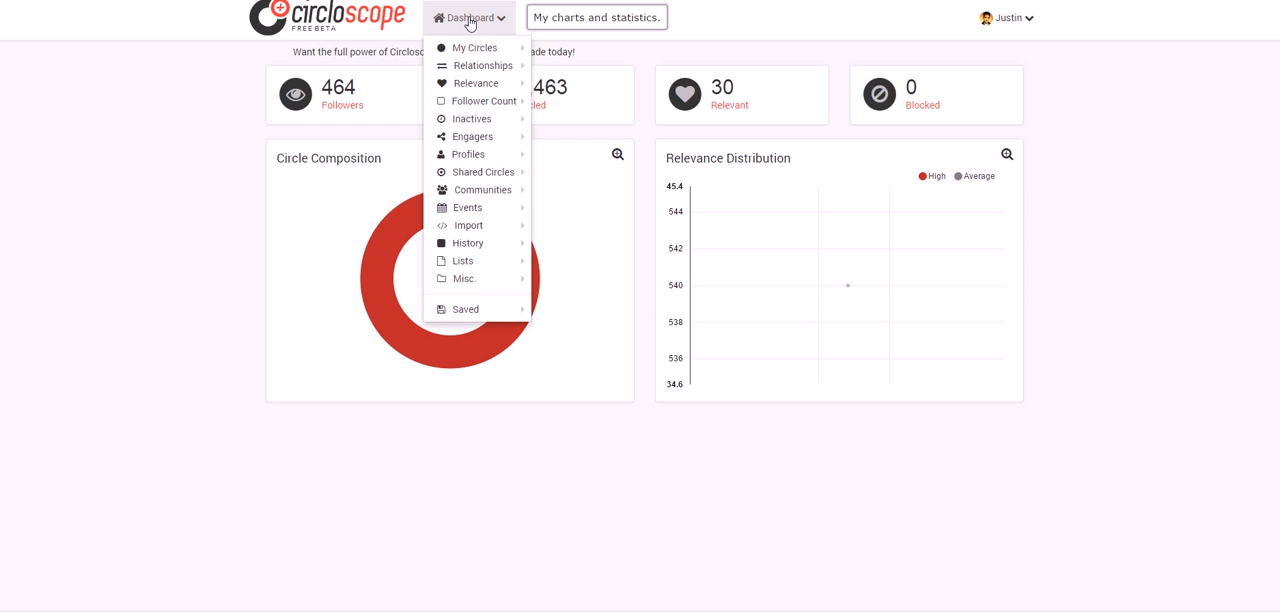 circloscope
FREE BETA
Dashboard
My charts and statistics.
Justin
Want the full power of Circlosc
ade today!
464
Followers
463
cled
30
Relevant
0
Blocked
My Circles
Relationships
Relevance
Follower Count
Inactives
Engagers
Profiles
Shared Circles
Communities
Events
Import
History
Lists
Misc.
Saved
Circle Composition
Relevance Distribution
High
Average
45.4
544
542
540
538
536
34.6